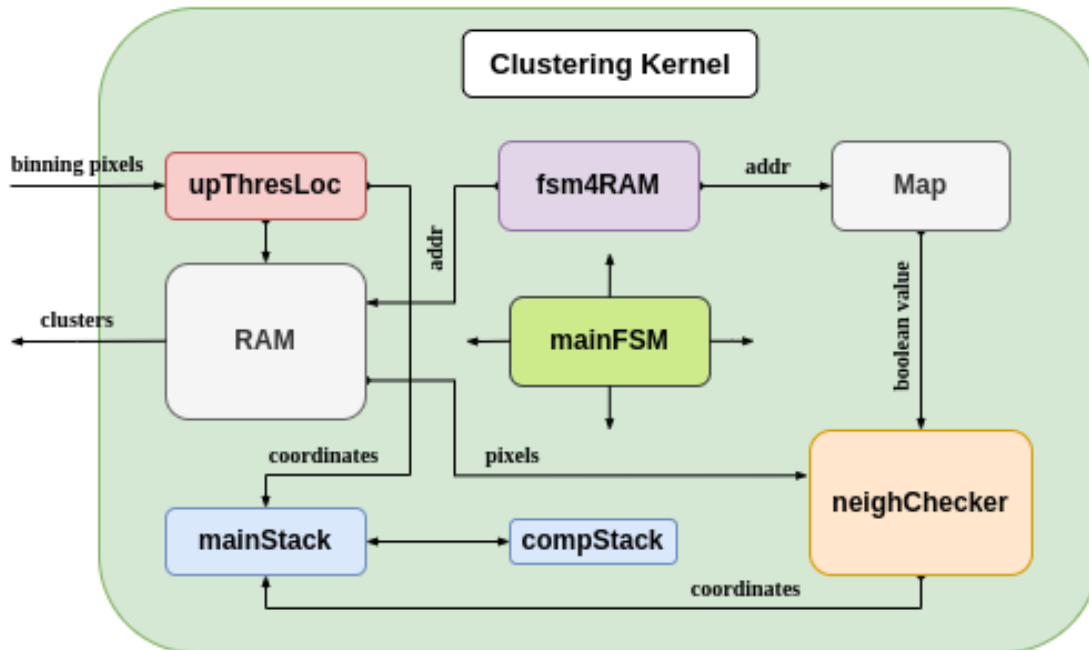 Clustering Kernel
binning pixels
upThresLoc
fsm4RAM
addr
Map
addr
clusters
RAM
mainFSM
boolean value
coordinates
pixels
neighChecker
mainStack
compStack
coordinates